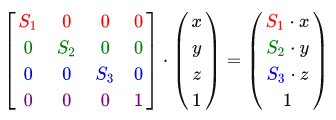 S₁ 0 0 0 x S₁ · x
0 S₂ 0 0 y S₂ · y
0 0 S₃ 0 · z = S₃ · z
0 0 0 1 1 1